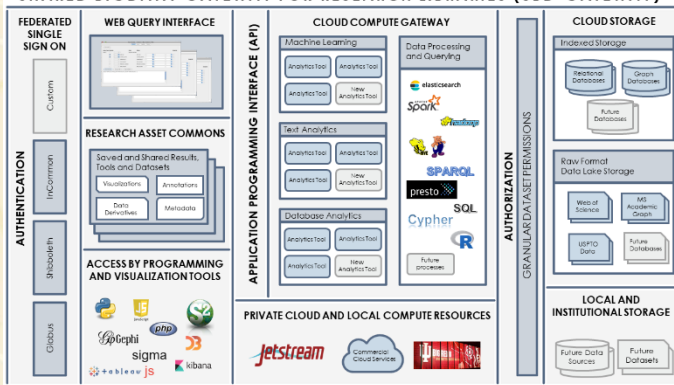 FEDERATED
SINGLE
SIGN ON
AUTHENTICATION
Custom
InCommon
Shibboleth
Globus
WEB QUERY INTERFACE
RESEARCH ASSET COMMONS
Saved and Shared Results,
Tools and Datasets
Visualizations
Annotations
Data
Derivatives
Metadata
ACCESS BY PROGRAMMING
AND VISUALIZATION TOOLS
JS
php
Gephi
sigma
js
D3
+ableau
kibana
APPLICATION PROGRAMMING INTERFACE (API)
CLOUD COMPUTE GATEWAY
Machine Learning
Analytics Tool
Analytics Tool
Analytics Tool
New
Analytics Tool
Text Analytics
Analytics Tool
Analytics Tool
Analytics Tool
New
Analytics Tool
Database Analytics
Analytics Tool
Analytics Tool
Analytics Tool
New
Analytics Tool
Data Processing
and Querying
elasticsearch
Spark
hadoop
SPARQL
presto
SQL
Cypher
R
Future
processes
PRIVATE CLOUD AND LOCAL COMPUTE RESOURCES
Jetstream
Commercial
Cloud Services
AUTHORIZATION
GRANULAR DATASET PERMISSIONS
CLOUD STORAGE
Indexed Storage
Relational
Databases
Graph
Databases
Future
Databases
Raw Format
Data Lake Storage
Web of
Science
MS
Academic
Graph
USPTO
Data
Future
Databases
LOCAL AND
INSTITUTIONAL STORAGE
Future Data
Sources
Future
Datasets